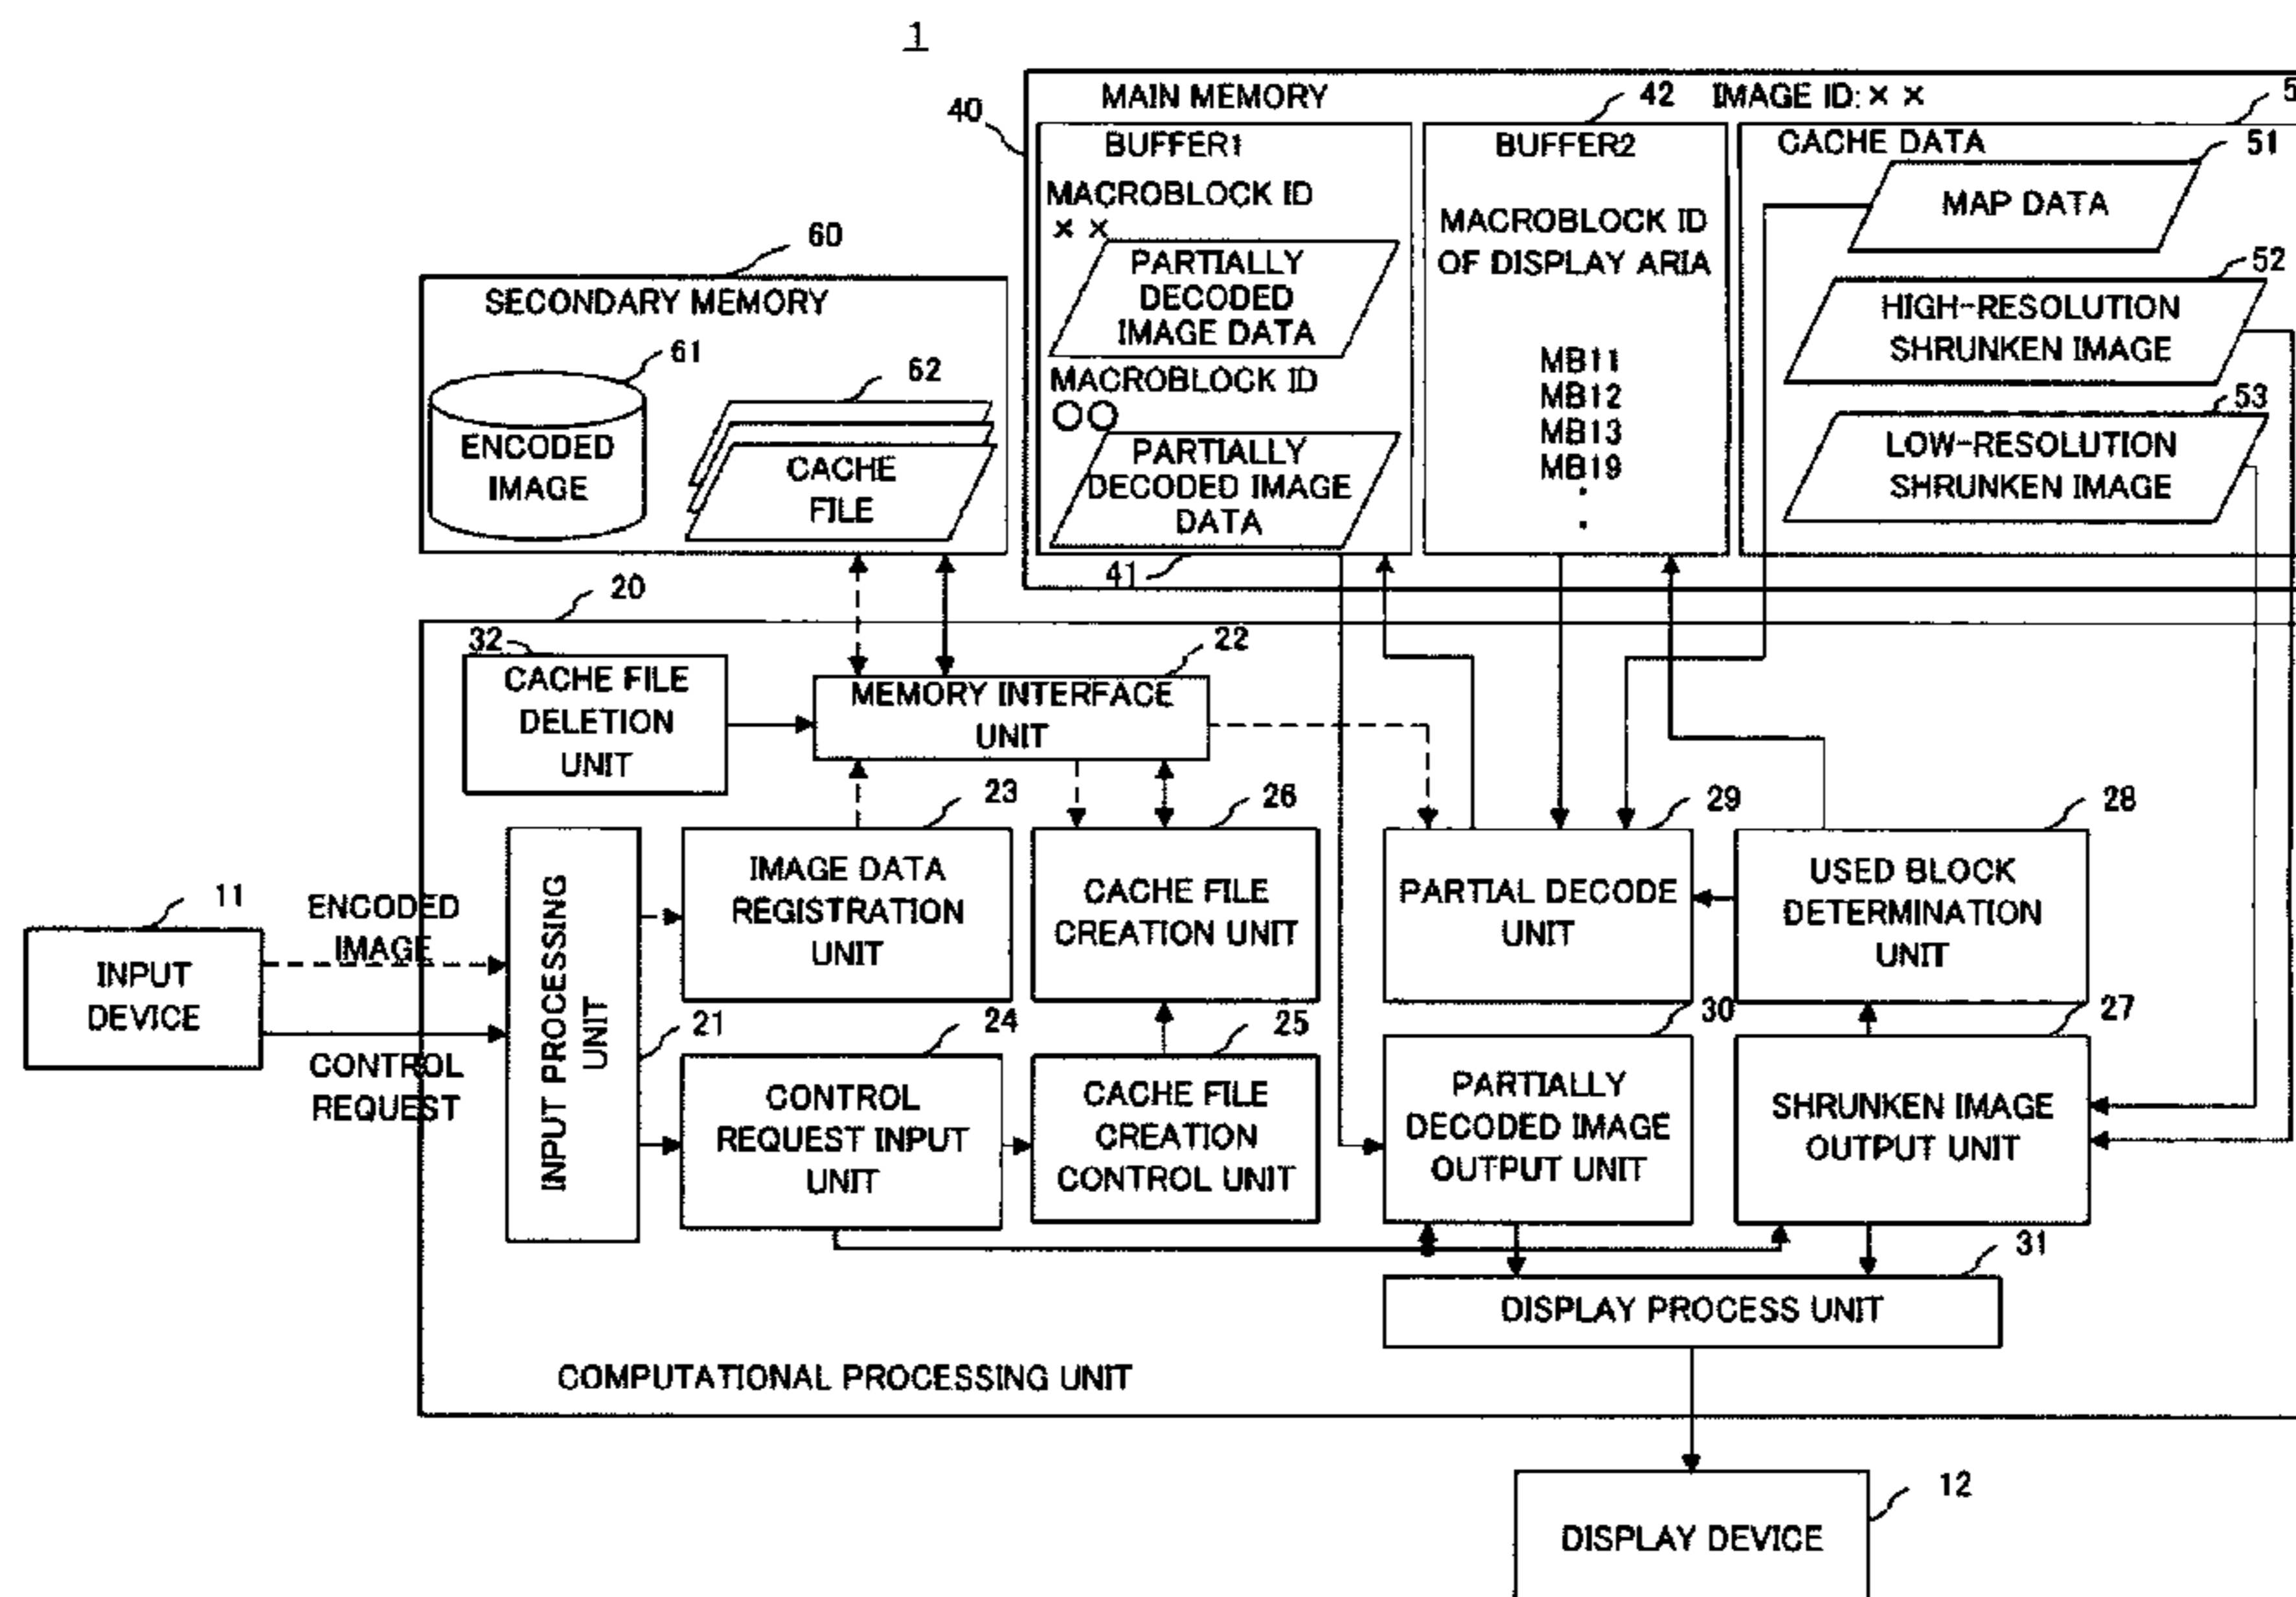 1
MAIN MEMORY
42
IMAGE ID: × ×
5
40
BUFFER1
BUFFER2
CACHE DATA
51
MACROBLOCK ID
× ×
MAP DATA
MACROBLOCK ID
OF DISPLAY ARIA
60
PARTIALLY
DECODED
IMAGE DATA
52
SECONDARY MEMORY
HIGH-RESOLUTION
SHRUNKEN IMAGE
61
62
MACROBLOCK ID
○○
MB11
MB12
MB13
MB19
.
.
53
ENCODED
IMAGE
CACHE
FILE
PARTIALLY
DECODED IMAGE
DATA
LOW-RESOLUTION
SHRUNKEN IMAGE
41
20
32
22
CACHE FILE
DELETION
UNIT
MEMORY INTERFACE
UNIT
23
26
29
28
11
ENCODED
IMAGE
INPUT PROCESSING
UNIT
IMAGE DATA
REGISTRATION
UNIT
CACHE FILE
CREATION UNIT
PARTIAL DECODE
UNIT
USED BLOCK
DETERMINATION
UNIT
INPUT
DEVICE
21
24
25
30
27
CONTROL
REQUEST
CONTROL
REQUEST INPUT
UNIT
CACHE FILE
CREATION
CONTROL UNIT
PARTIALLY
DECODED IMAGE
OUTPUT UNIT
SHRUNKEN IMAGE
OUTPUT UNIT
31
DISPLAY PROCESS UNIT
COMPUTATIONAL PROCESSING UNIT
12
DISPLAY DEVICE